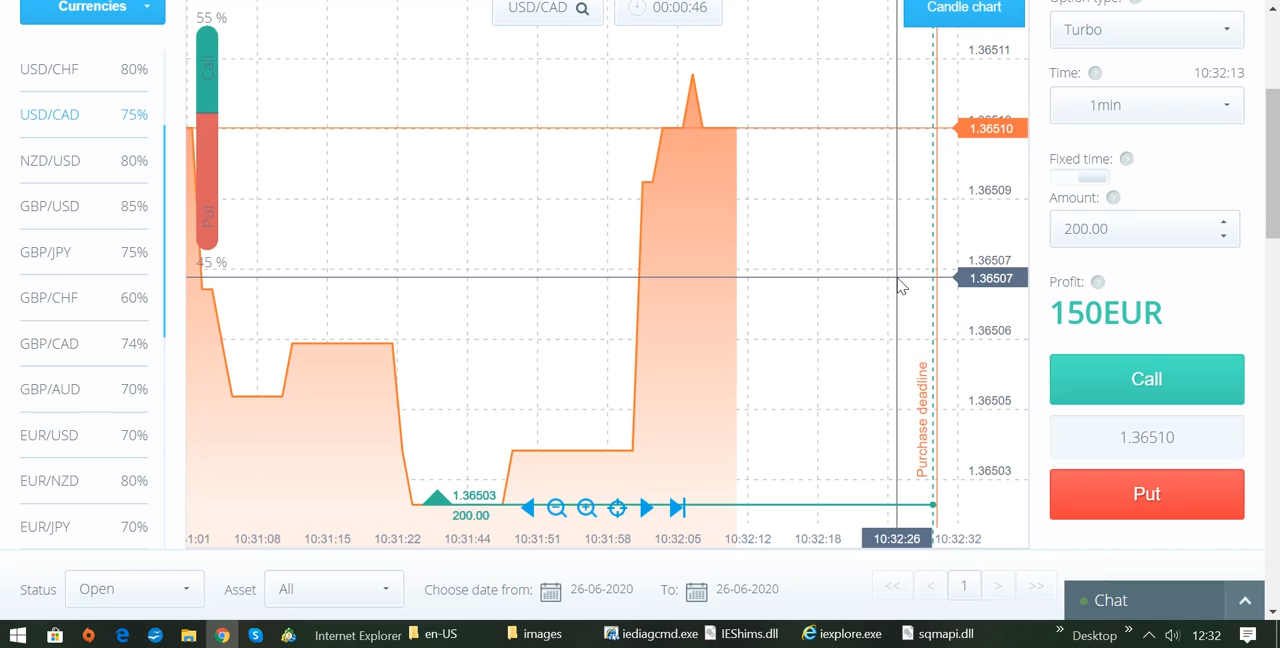 Currencies
USD/CHF 80%
USD/CAD 75%
NZD/USD 80%
GBP/USD 85%
GBP/JPY 75%
GBP/CHF 60%
GBP/CAD 74%
GBP/AUD 70%
EUR/USD 70%
EUR/NZD 80%
EUR/JPY 70%
55 %
Call
Put
45 %
USD/CAD
00:00:46
Candle chart
1.36511
1.36510
1.36509
1.36507
1.36507
1.36506
1.36505
1.36503
Purchase deadline
1.36503
200.00
10:31:08 10:31:15 10:31:22 10:31:44 10:31:51 10:31:58 10:32:05 10:32:12 10:32:18 10:32:26 10:32:32
Option type:
Turbo
Time: 10:32:13
1min
Fixed time:
Amount:
200.00
Profit:
150EUR
Call
1.36510
Put
Status Open Asset All Choose date from: 26-06-2020 To: 26-06-2020 << < 1 > >>
Chat
Internet Explorer en-US images iediagcmd.exe IEShims.dll iexplore.exe sqmapi.dll Desktop 12:32